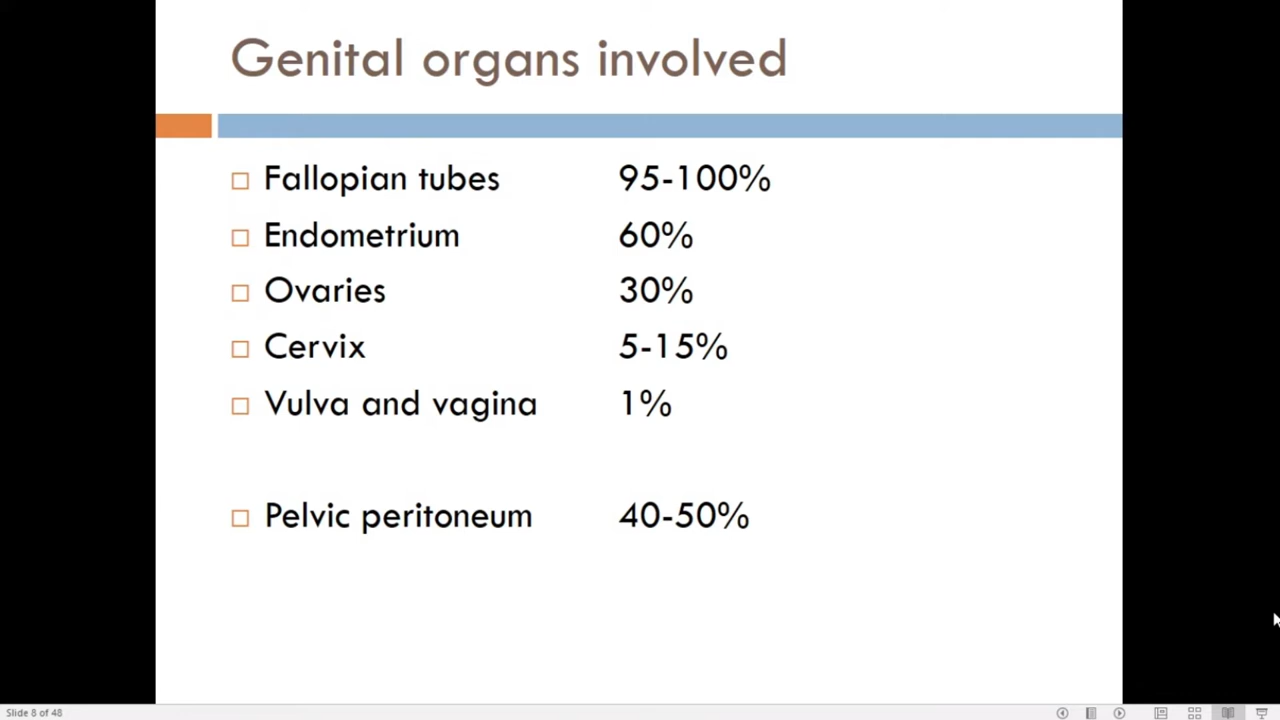 Genital organs involved
Fallopian tubes 95-100%
Endometrium 60%
Ovaries 30%
Cervix 5-15%
Vulva and vagina 1%
Pelvic peritoneum 40-50%
Slide 8 of 48